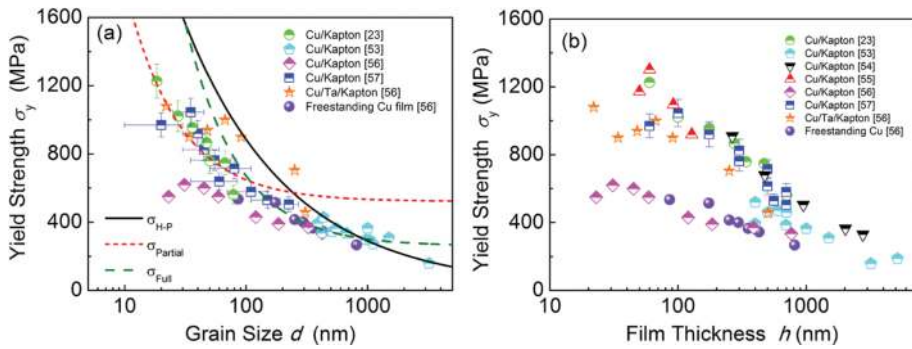 1600
1200
800
400
0
Yield Strength σy (MPa)
(a)
Cu/Kapton [23]
Cu/Kapton [53]
Cu/Kapton [56]
Cu/Kapton [57]
Cu/Ta/Kapton [56]
Freestanding Cu film [56]
σH-P
σPartial
σFull
10 100 1000
Grain Size d (nm)
1600
1200
800
400
0
Yield Strength σy (MPa)
(b)
Cu/Kapton [23]
Cu/Kapton [53]
Cu/Kapton [54]
Cu/Kapton [55]
Cu/Kapton [56]
Cu/Kapton [57]
Cu/Ta/Kapton [56]
Freestanding Cu [56]
10 100 1000
Film Thickness h (nm)